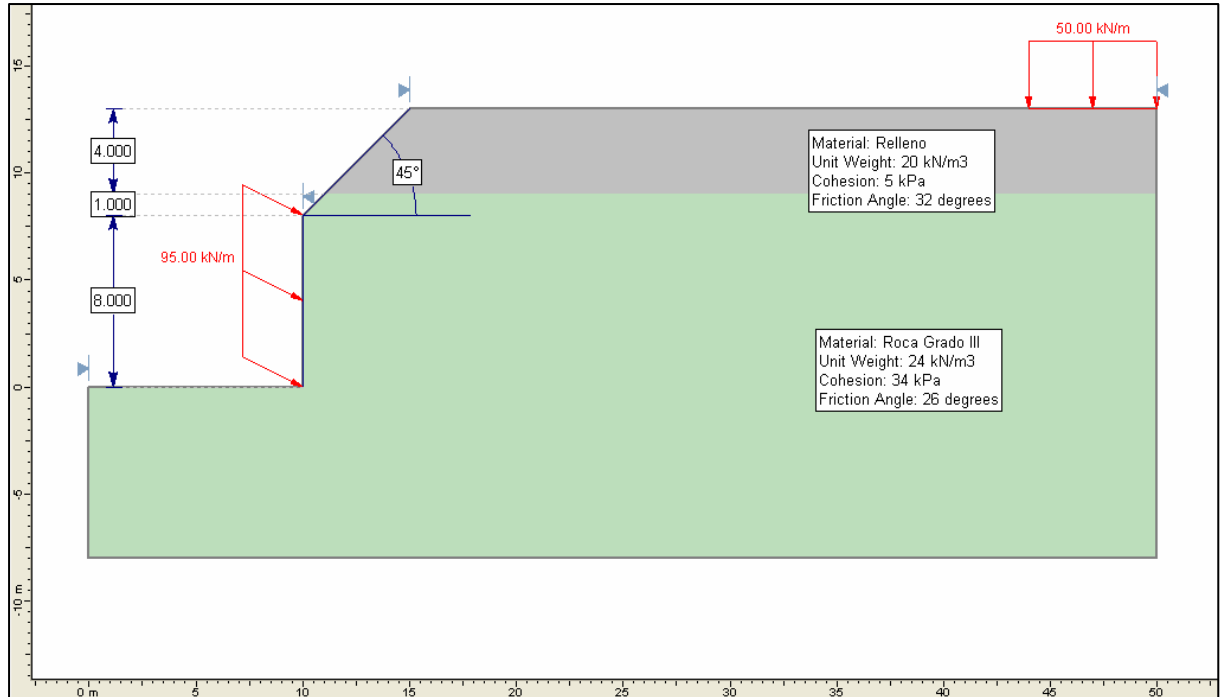 50.00 kN/m
15
4.000
Material: Relleno
Unit Weight: 20 kN/m3
Cohesion: 5 kPa
Friction Angle: 32 degrees
10
45°
1.000
95.00 kN/m
5
8.000
Material: Roca Grado III
Unit Weight: 24 kN/m3
Cohesion: 34 kPa
Friction Angle: 26 degrees
0
-5
-10 m
0 m 5 10 15 20 25 30 35 40 45 50